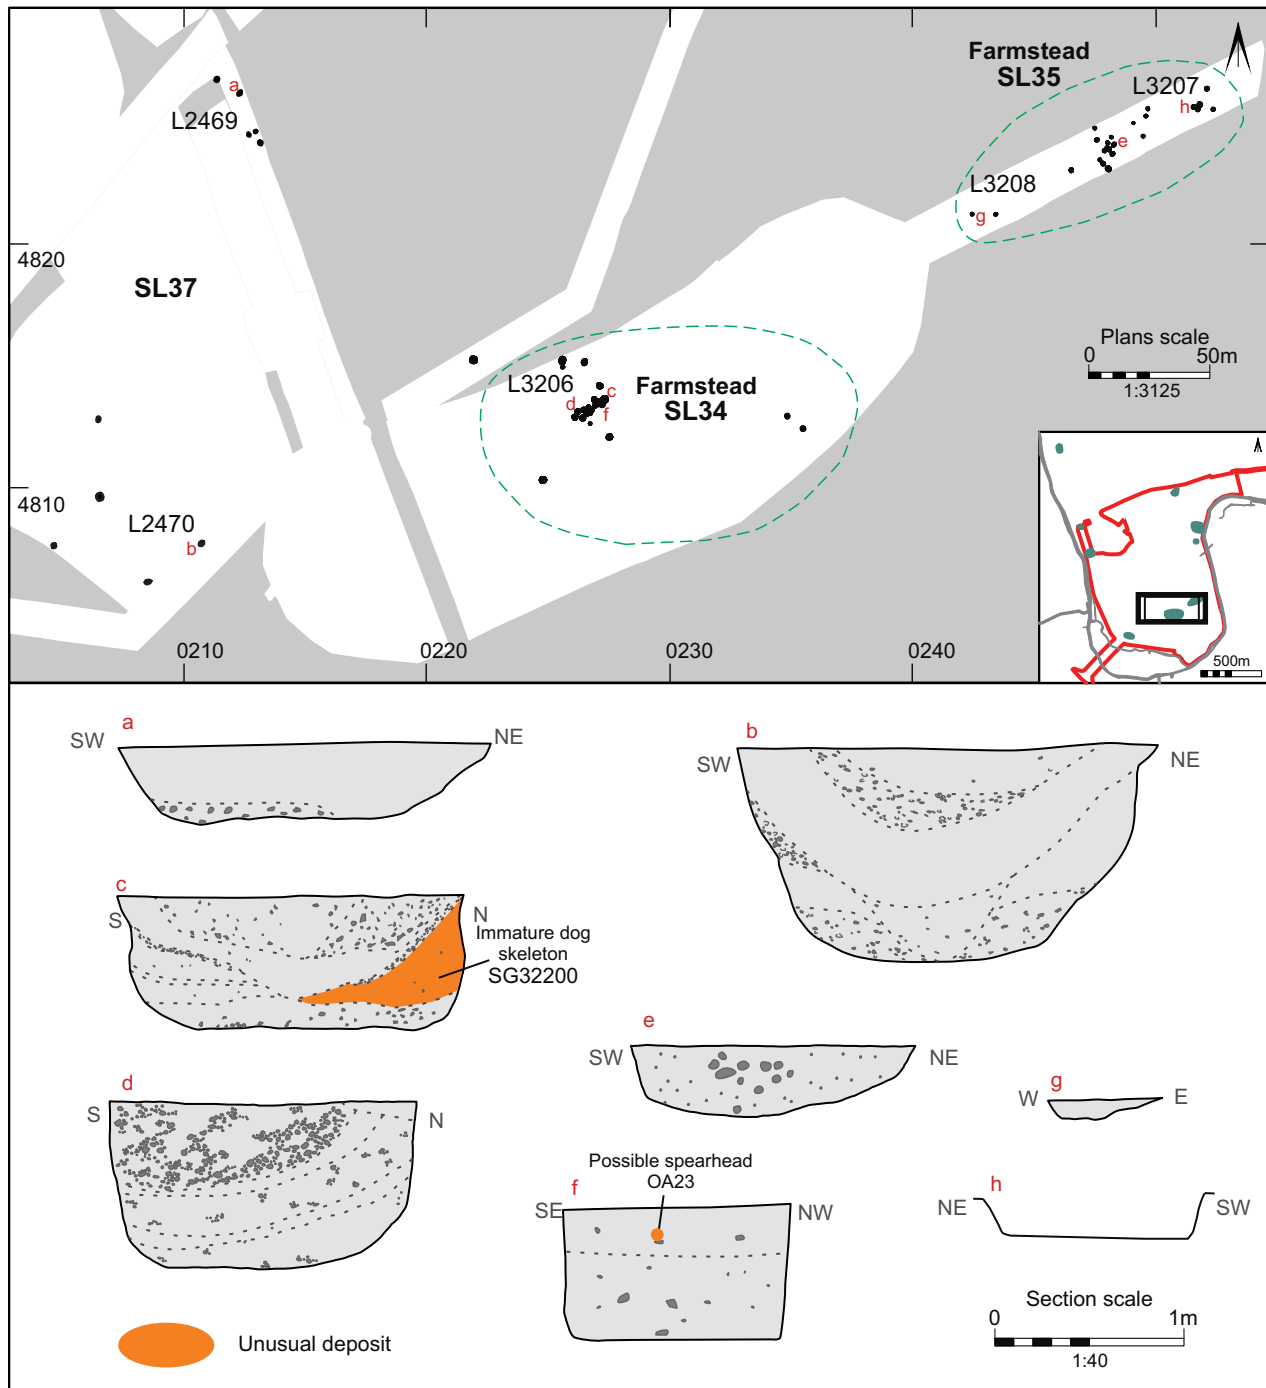 Farmstead
SL35
L3207
a
h
L2469
e
L3208
g
4820
SL37
Plans scale
0 50m
1:3125
L3206
c
Farmstead
SL34
d
f
4810
L2470
b
500m
0210
0220
0230
0240
a
SW
NE
b
SW
NE
c
S
N
Immature dog
skeleton
SG32200
e
SW
NE
d
S
N
g
W
E
Possible spearhead
OA23
f
SE
NW
h
NE
SW
Section scale
0 1m
1:40
Unusual deposit